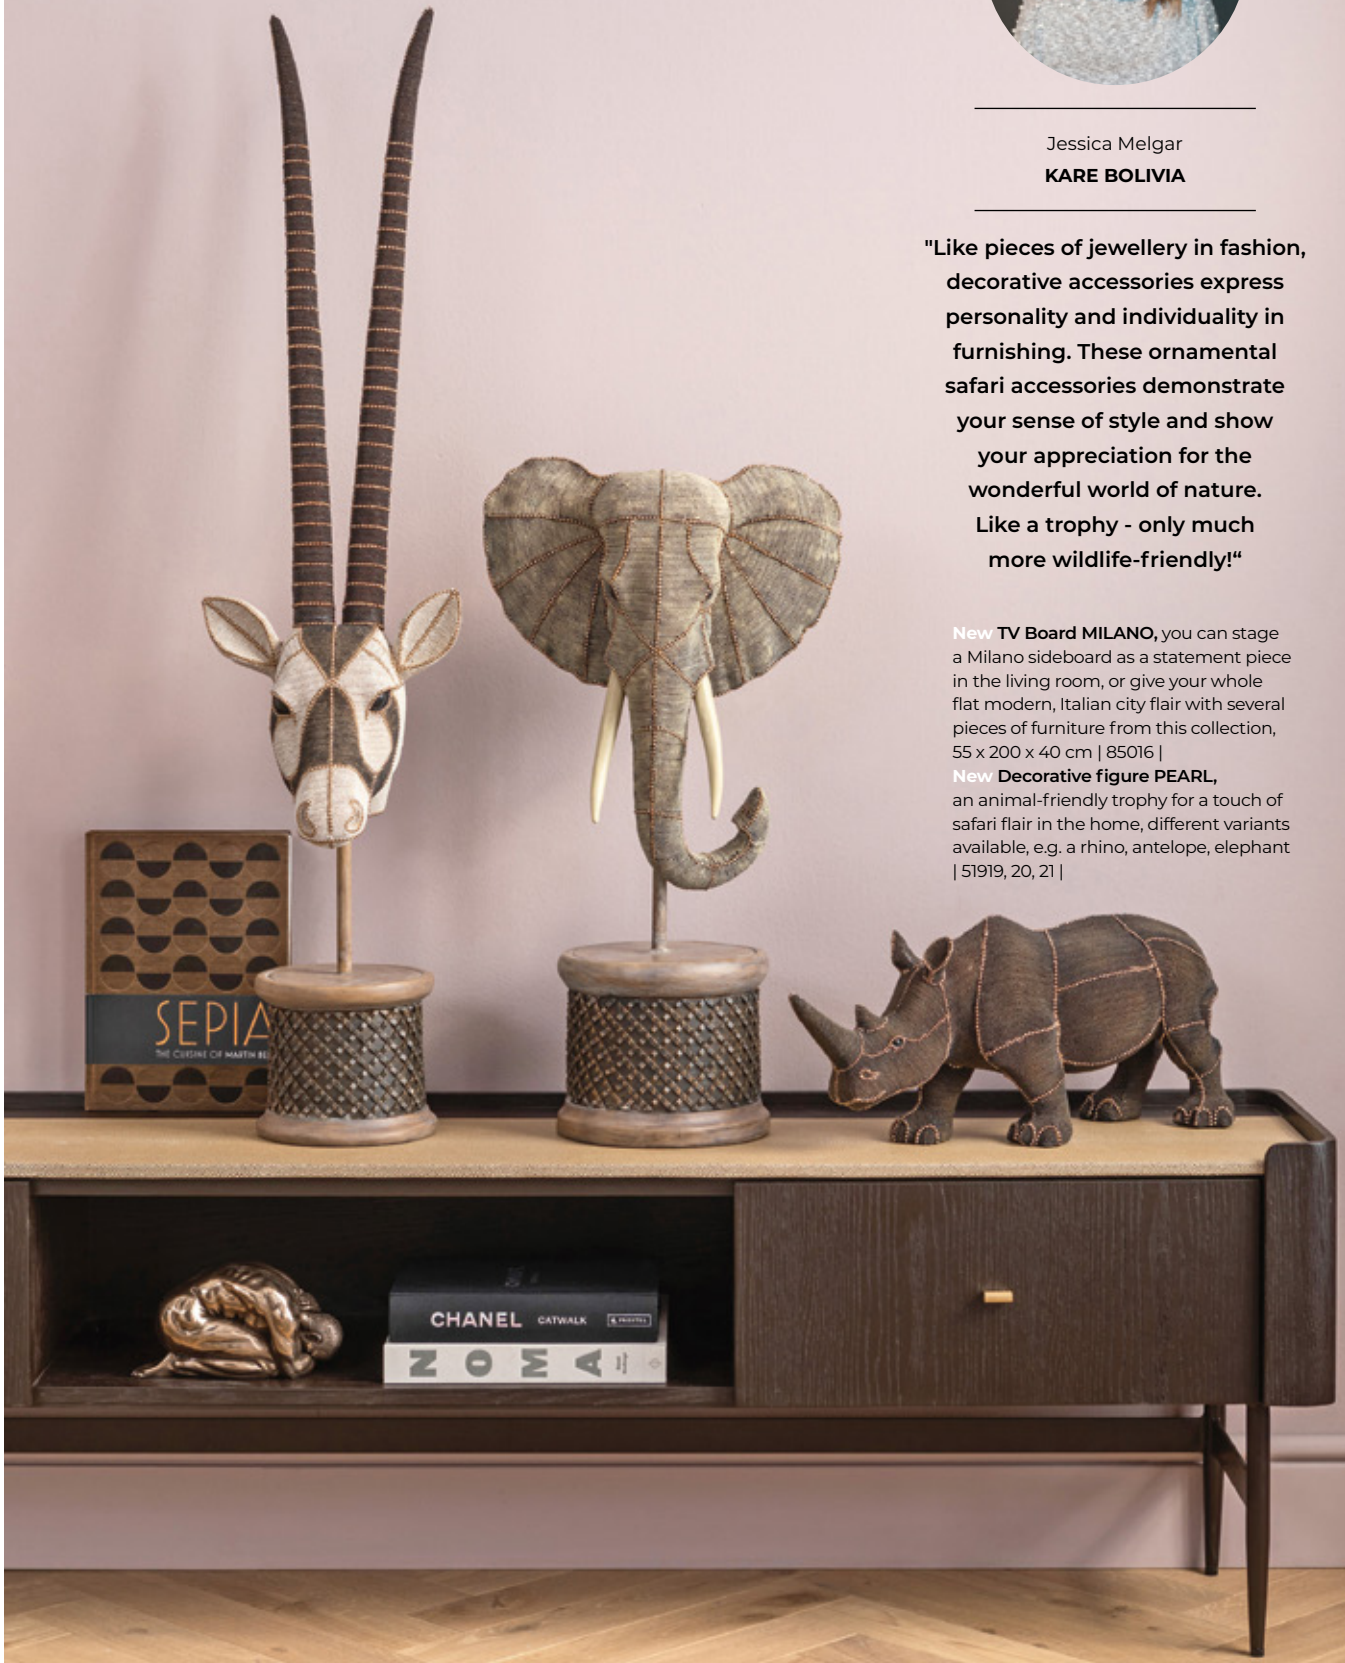 Jessica Melgar
KARE BOLIVIA
"Like pieces of jewellery in fashion,
decorative accessories express
personality and individuality in
furnishing. These ornamental
safari accessories demonstrate
your sense of style and show
your appreciation for the
wonderful world of nature.
Like a trophy - only much
more wildlife-friendly!“
New TV Board MILANO, you can stage
a Milano sideboard as a statement piece
in the living room, or give your whole
flat modern, Italian city flair with several
pieces of furniture from this collection,
55 x 200 x 40 cm | 85016 |
New Decorative figure PEARL,
an animal-friendly trophy for a touch of
safari flair in the home, different variants
available, e.g. a rhino, antelope, elephant
| 51919, 20, 21 |
SEPIA
THE CUISINE OF MARTIN
CHANEL CATWALK
NOMA